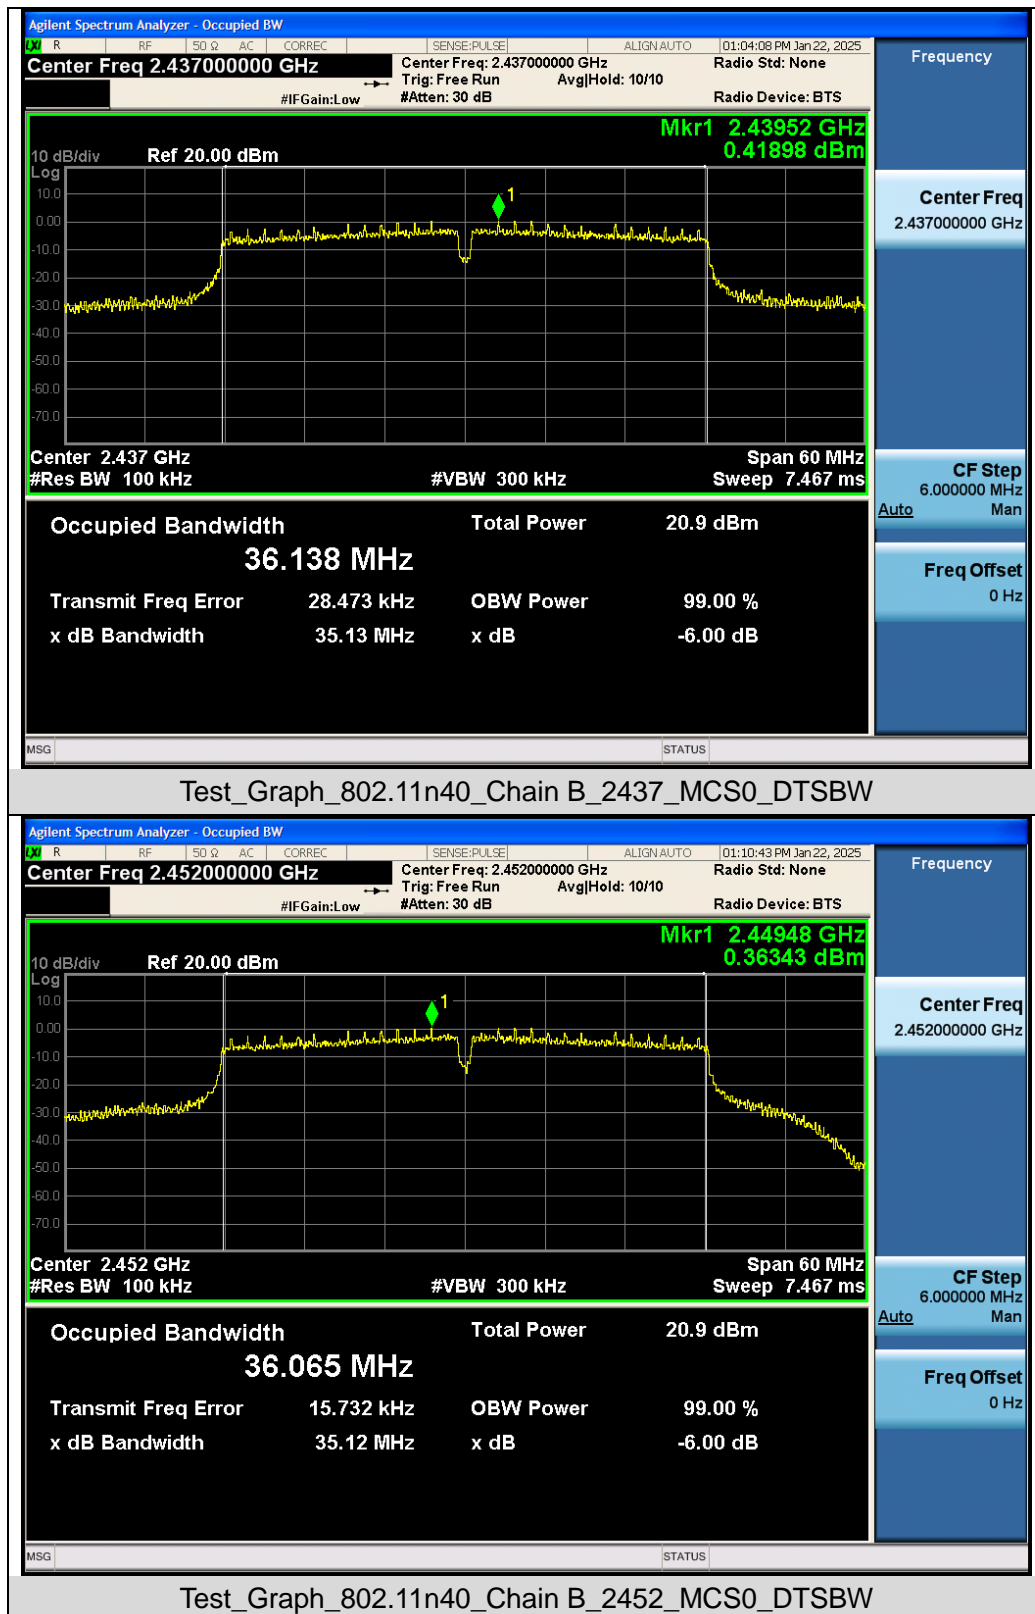 Agilent Spectrum Analyzer - Occupied BW
LXI R RF 50 Ω AC CORREC SENSE:PULSE ALIGN AUTO 01:04:08 PM Jan 22, 2025
Center Freq 2.437000000 GHz
Center Freq: 2.437000000 GHz
Radio Std: None
Trig: Free Run Avg|Hold: 10/10
#IFGain:Low #Atten: 30 dB
Radio Device: BTS
Frequency
Mkr1 2.43952 GHz
0.41898 dBm
10 dB/div Ref 20.00 dBm
Log
10.0
0.00
-10.0
-20.0
-30.0
-40.0
-50.0
-60.0
-70.0
1
Center 2.437 GHz
Span 60 MHz
#Res BW 100 kHz
#VBW 300 kHz
Sweep 7.467 ms
Center Freq
2.437000000 GHz
CF Step
6.000000 MHz
Auto Man
Freq Offset
0 Hz
Occupied Bandwidth
Total Power 20.9 dBm
36.138 MHz
Transmit Freq Error 28.473 kHz OBW Power 99.00 %
x dB Bandwidth 35.13 MHz x dB -6.00 dB
MSG STATUS
Test_Graph_802.11n40_Chain B_2437_MCS0_DTSBW
Agilent Spectrum Analyzer - Occupied BW
LXI R RF 50 Ω AC CORREC SENSE:PULSE ALIGN AUTO 01:10:43 PM Jan 22, 2025
Center Freq 2.452000000 GHz
Center Freq: 2.452000000 GHz
Radio Std: None
Trig: Free Run Avg|Hold: 10/10
#IFGain:Low #Atten: 30 dB
Radio Device: BTS
Frequency
Mkr1 2.44948 GHz
0.36343 dBm
10 dB/div Ref 20.00 dBm
Log
10.0
0.00
-10.0
-20.0
-30.0
-40.0
-50.0
-60.0
-70.0
1
Center 2.452 GHz
Span 60 MHz
#Res BW 100 kHz
#VBW 300 kHz
Sweep 7.467 ms
Center Freq
2.452000000 GHz
CF Step
6.000000 MHz
Auto Man
Freq Offset
0 Hz
Occupied Bandwidth
Total Power 20.9 dBm
36.065 MHz
Transmit Freq Error 15.732 kHz OBW Power 99.00 %
x dB Bandwidth 35.12 MHz x dB -6.00 dB
MSG STATUS
Test_Graph_802.11n40_Chain B_2452_MCS0_DTSBW